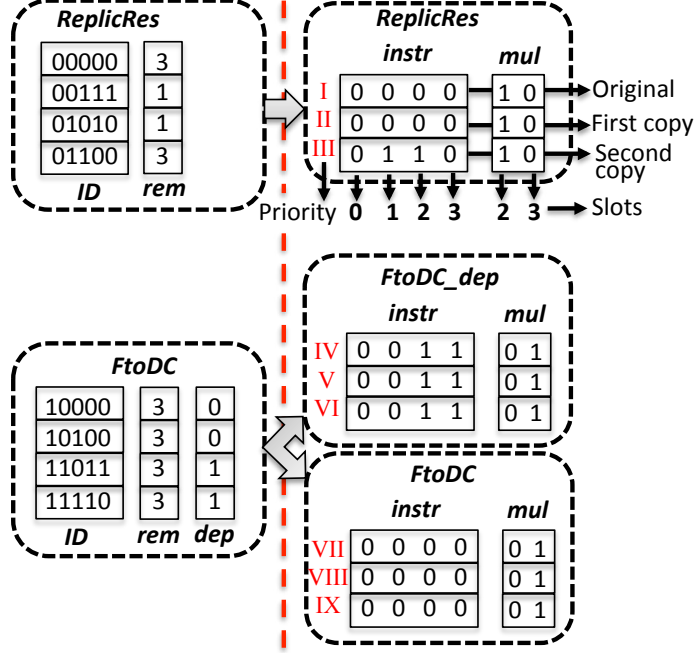 ReplicRes
00000 3
00111 1
01010 1
01100 3
ID rem
ReplicRes
instr mul
I 0 0 0 0 1 0 Original
II 0 0 0 0 1 0 First copy
III 0 1 1 0 1 0 Second
copy
Priority 0 1 2 3 2 3 Slots
FtoDC_dep
instr mul
IV 0 0 1 1 0 1
V 0 0 1 1 0 1
VI 0 0 1 1 0 1
FtoDC
10000 3 0
10100 3 0
11011 3 1
11110 3 1
ID rem dep
FtoDC
instr mul
VII 0 0 0 0 0 1
VIII 0 0 0 0 0 1
IX 0 0 0 0 0 1